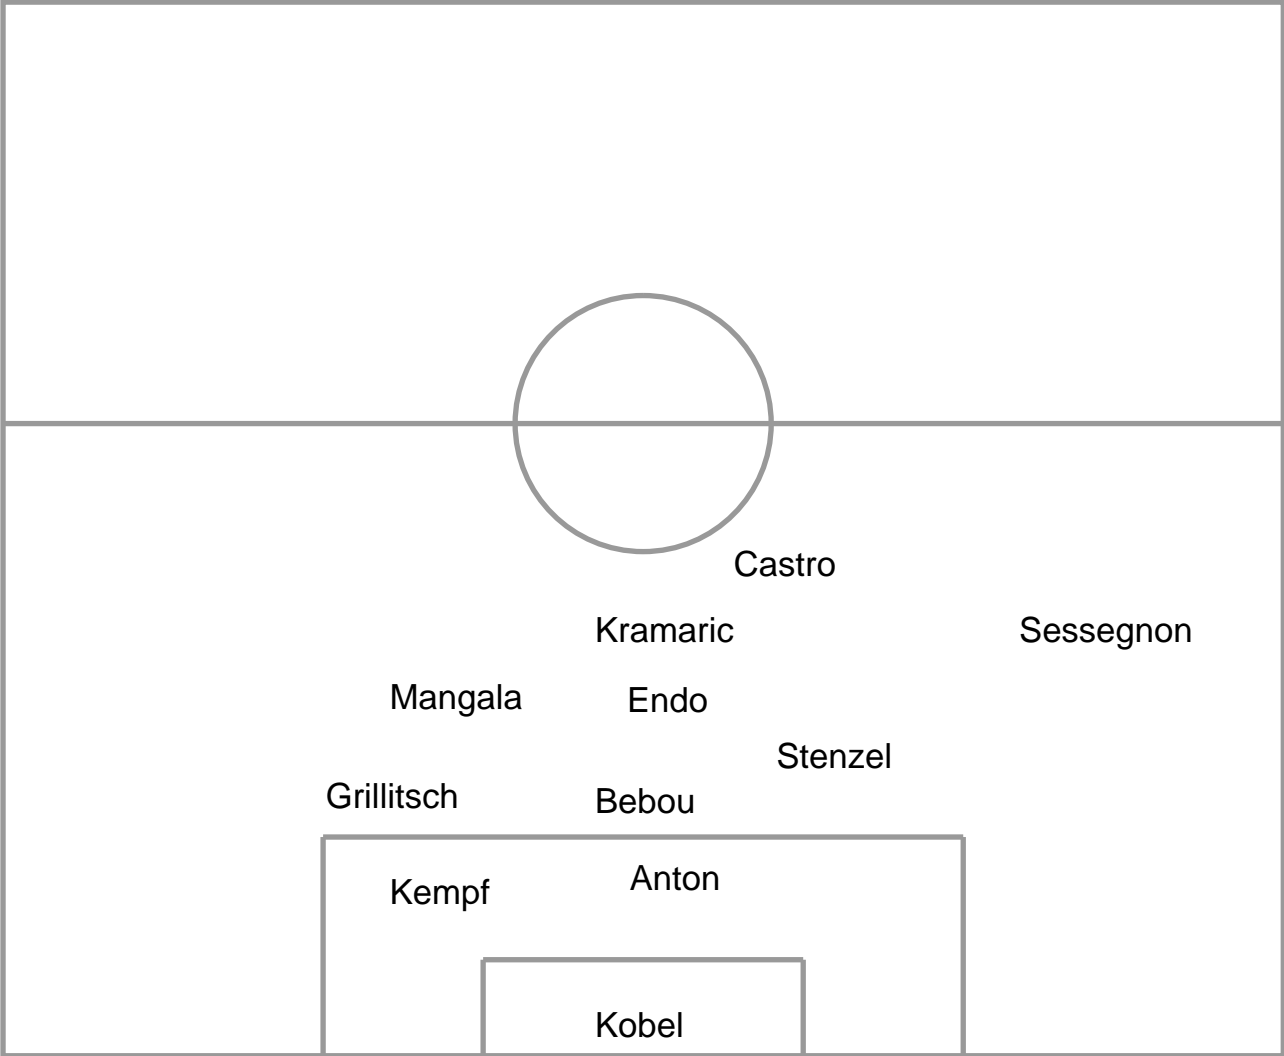 Castro
Kramaric
Sessegnon
Mangala
Endo
Stenzel
Grillitsch
Bebou
Anton
Kempf
Kobel